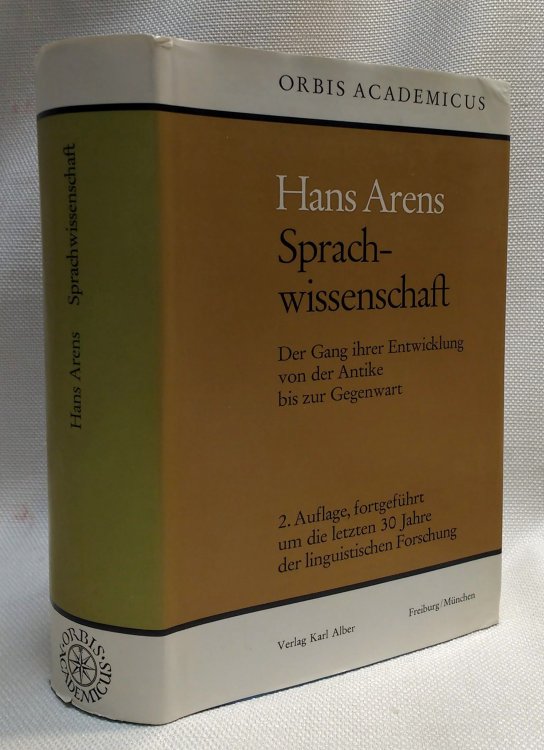 ORBIS ACADEMICUS
Hans Arens
Sprach-
wissenschaft
Der Gang ihrer Entwicklung
von der Antike
bis zur Gegenwart
2. Auflage, fortgeführt
um die letzten 30 Jahre
der linguistischen Forschung
Verlag Karl Alber
Freiburg/München
Hans Arens Sprachwissenschaft
ORBIS · ACADEMICUS ·